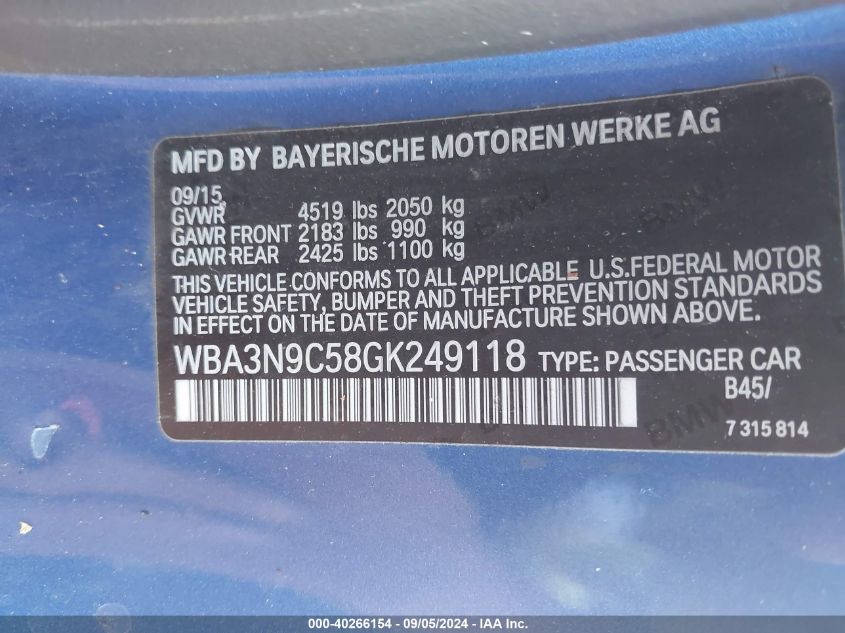 MFD BY BAYERISCHE MOTOREN WERKE AG
09/15
GVWR 4519 lbs 2050 kg
GAWR FRONT 2183 lbs 990 kg
GAWR REAR 2425 lbs 1100 kg
THIS VEHICLE CONFORMS TO ALL APPLICABLE U.S.FEDERAL MOTOR
VEHICLE SAFETY, BUMPER AND THEFT PREVENTION STANDARDS
IN EFFECT ON THE DATE OF MANUFACTURE SHOWN ABOVE.
WBA3N9C58GK249118 TYPE: PASSENGER CAR
B45/
7 315 814
BMW
BMW
000-40266154 - 09/05/2024 - IAA Inc.